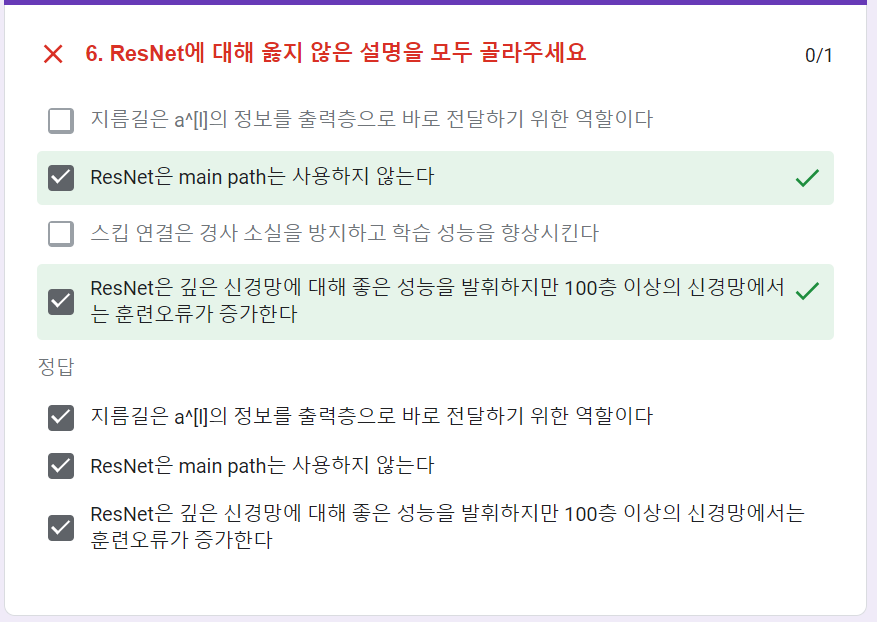 6. ResNet에 대해 옳지 않은 설명을 모두 골라주세요
0/1
지름길은 a^[l]의 정보를 출력층으로 바로 전달하기 위한 역할이다
ResNet은 main path는 사용하지 않는다
스킵 연결은 경사 소실을 방지하고 학습 성능을 향상시킨다
ResNet은 깊은 신경망에 대해 좋은 성능을 발휘하지만 100층 이상의 신경망에서
는 훈련오류가 증가한다
정답
지름길은 a^[l]의 정보를 출력층으로 바로 전달하기 위한 역할이다
ResNet은 main path는 사용하지 않는다
ResNet은 깊은 신경망에 대해 좋은 성능을 발휘하지만 100층 이상의 신경망에서는
훈련오류가 증가한다